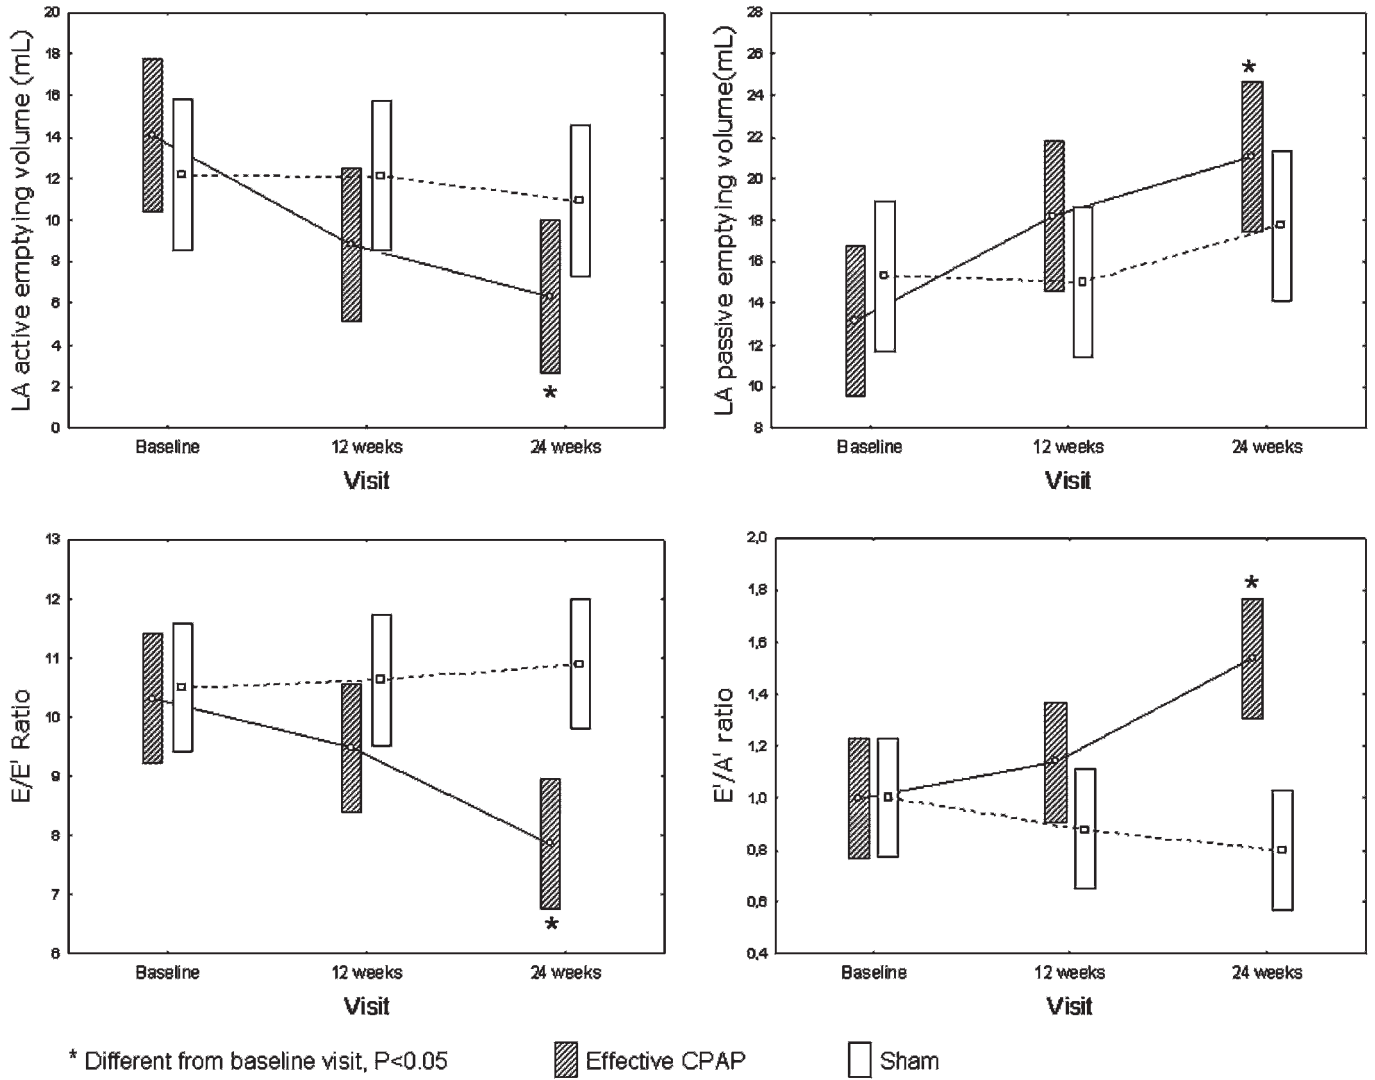 LA active emptying volume (mL)
20
18
16
14
12
10
8
6
4
2
0
*
Baseline
12 weeks
24 weeks
Visit
LA passive emptying volume(mL)
28
26
24
22
20
18
16
14
12
10
8
*
Baseline
12 weeks
24 weeks
Visit
E/E' Ratio
13
12
11
10
9
8
7
6
*
Baseline
12 weeks
24 weeks
Visit
E'/A' ratio
2,0
1,8
1,6
1,4
1,2
1,0
0,8
0,6
0,4
*
Baseline
12 weeks
24 weeks
Visit
* Different from baseline visit, P<0.05
Effective CPAP
Sham